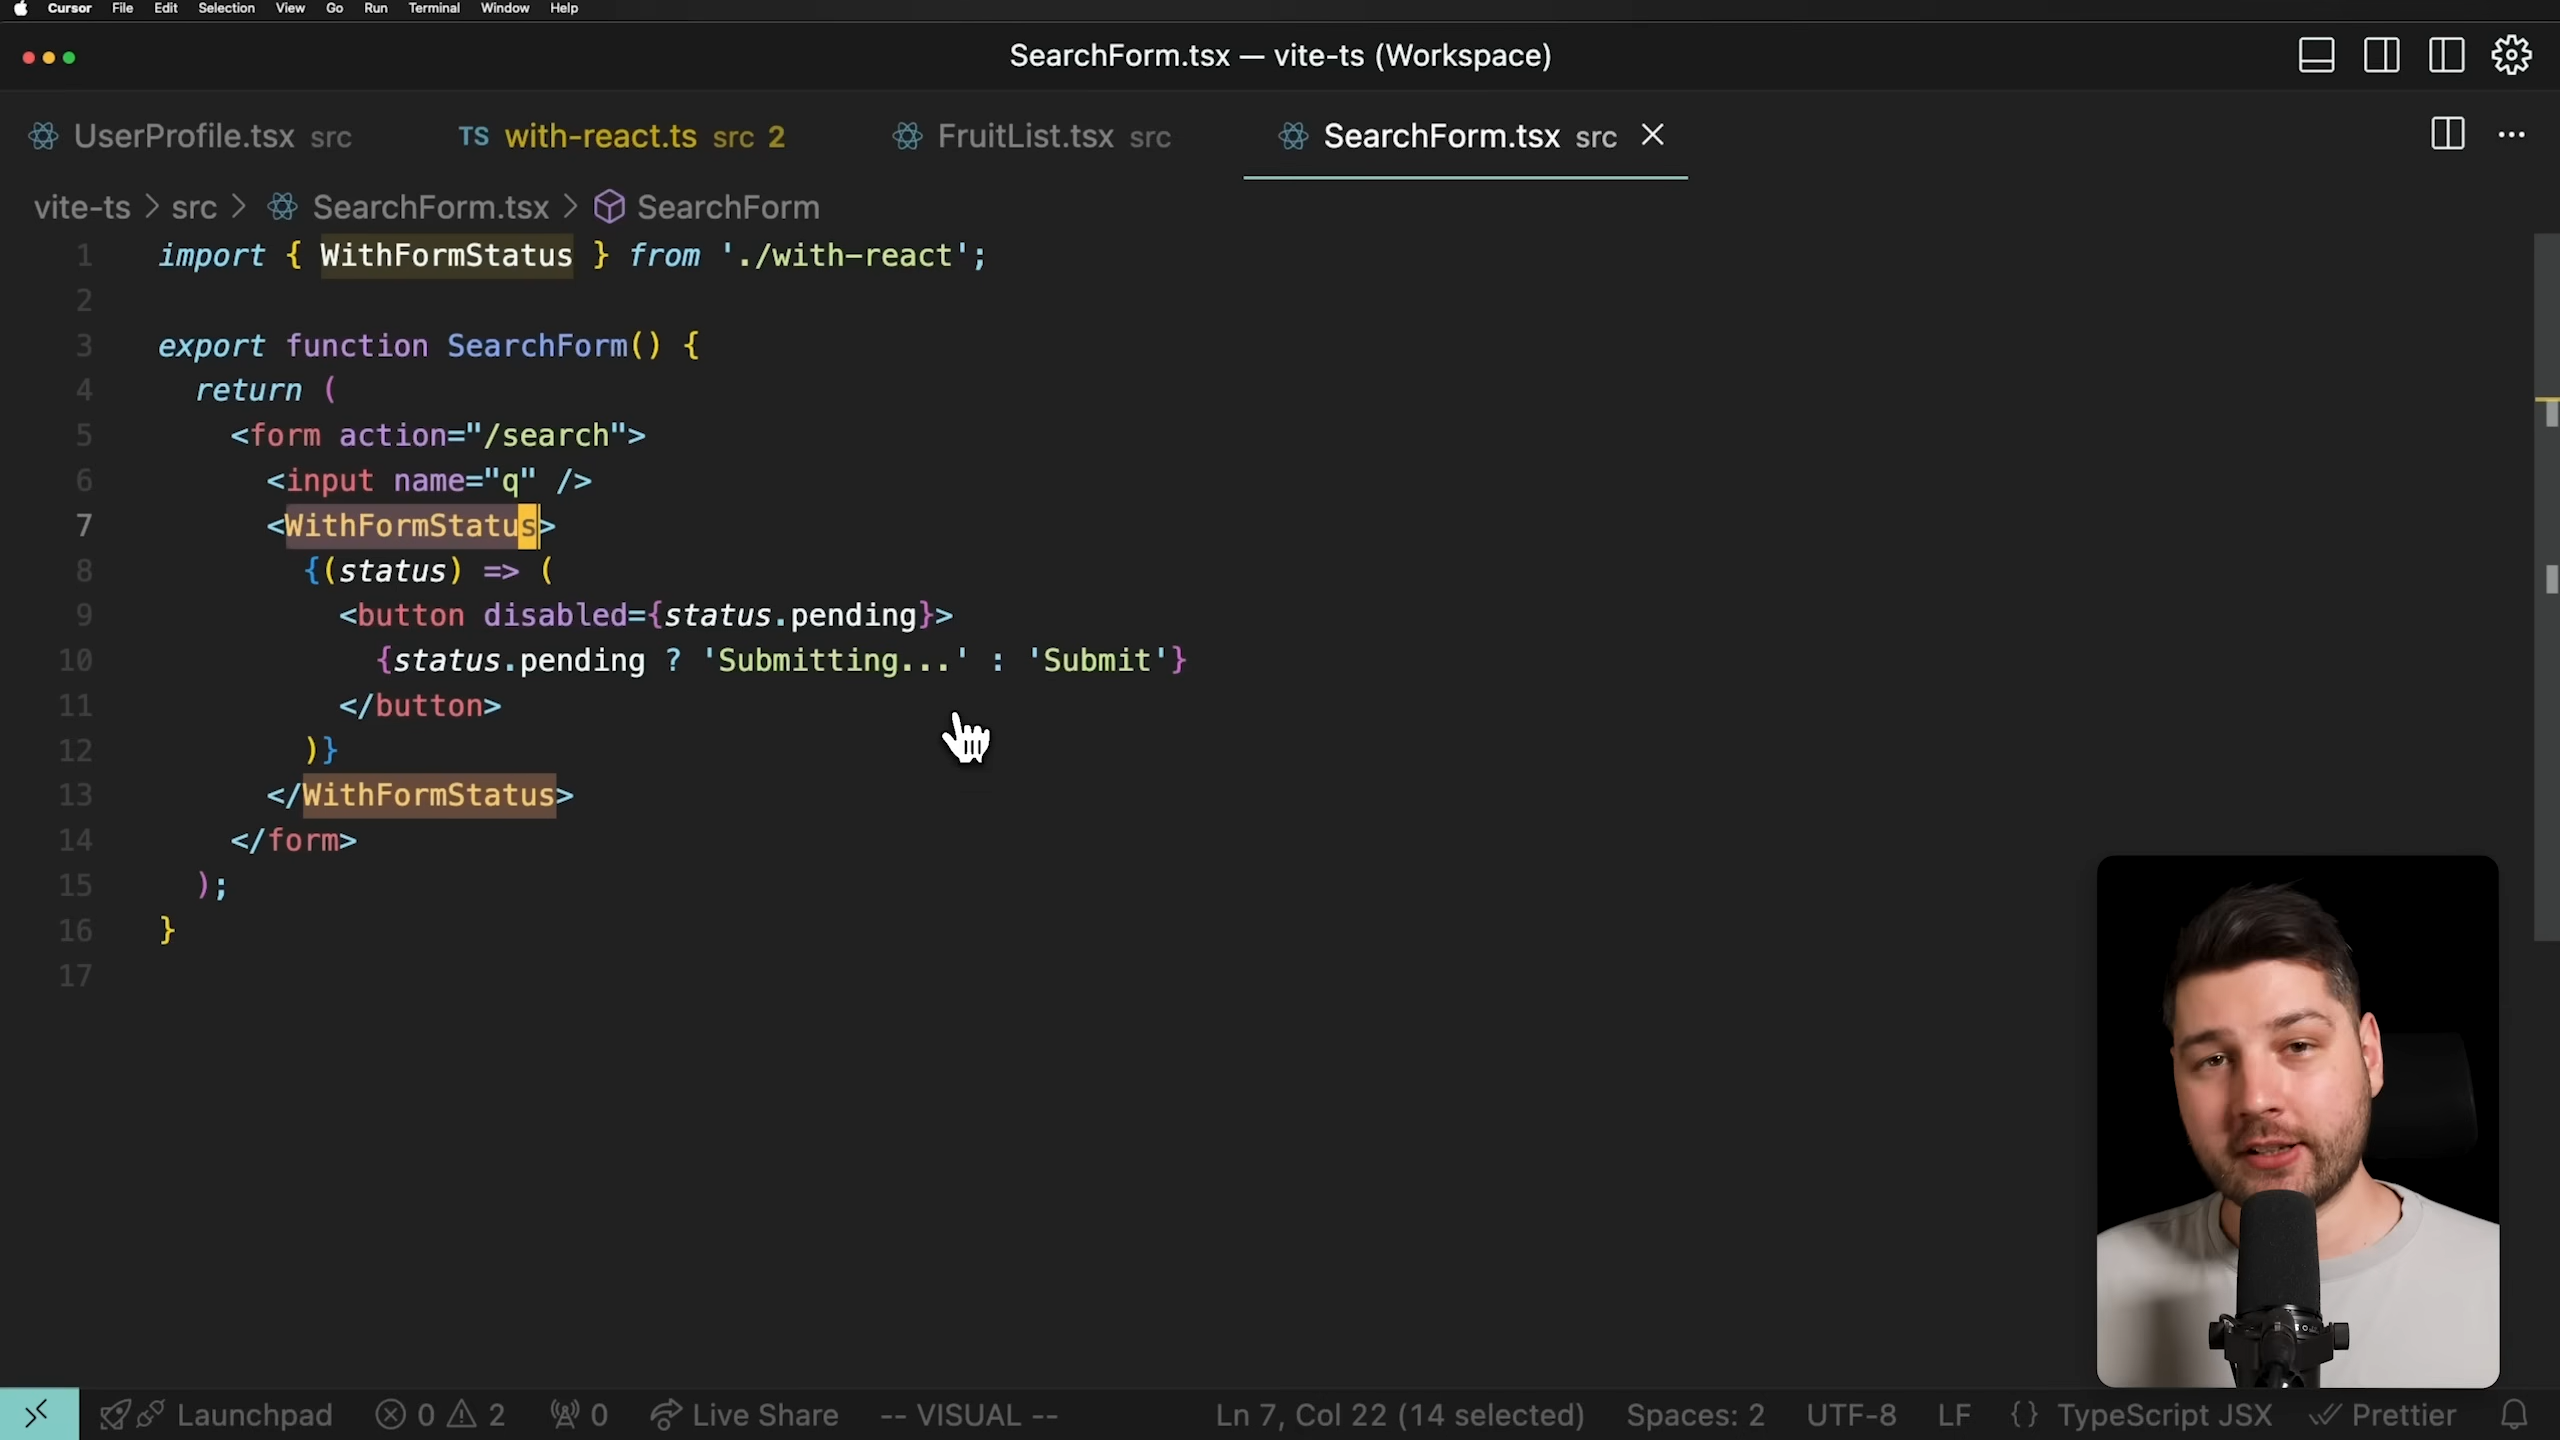 Cursor File Edit Selection View Go Run Terminal Window Help
SearchForm.tsx — vite-ts (Workspace)
UserProfile.tsx src TS with-react.ts src 2 FruitList.tsx src SearchForm.tsx src
vite-ts > src > SearchForm.tsx > SearchForm
1 import { WithFormStatus } from './with-react';
2
3 export function SearchForm() {
4 return (
5 <form action="/search">
6 <input name="q" />
7 <WithFormStatus>
8 {(status) => (
9 <button disabled={status.pending}>
10 {status.pending ? 'Submitting...' : 'Submit'}
11 </button>
12 )}
13 </WithFormStatus>
14 </form>
15 );
16 }
17
Launchpad 0 2 0 Live Share -- VISUAL -- Ln 7, Col 22 (14 selected) Spaces: 2 UTF-8 LF {} TypeScript JSX Prettier